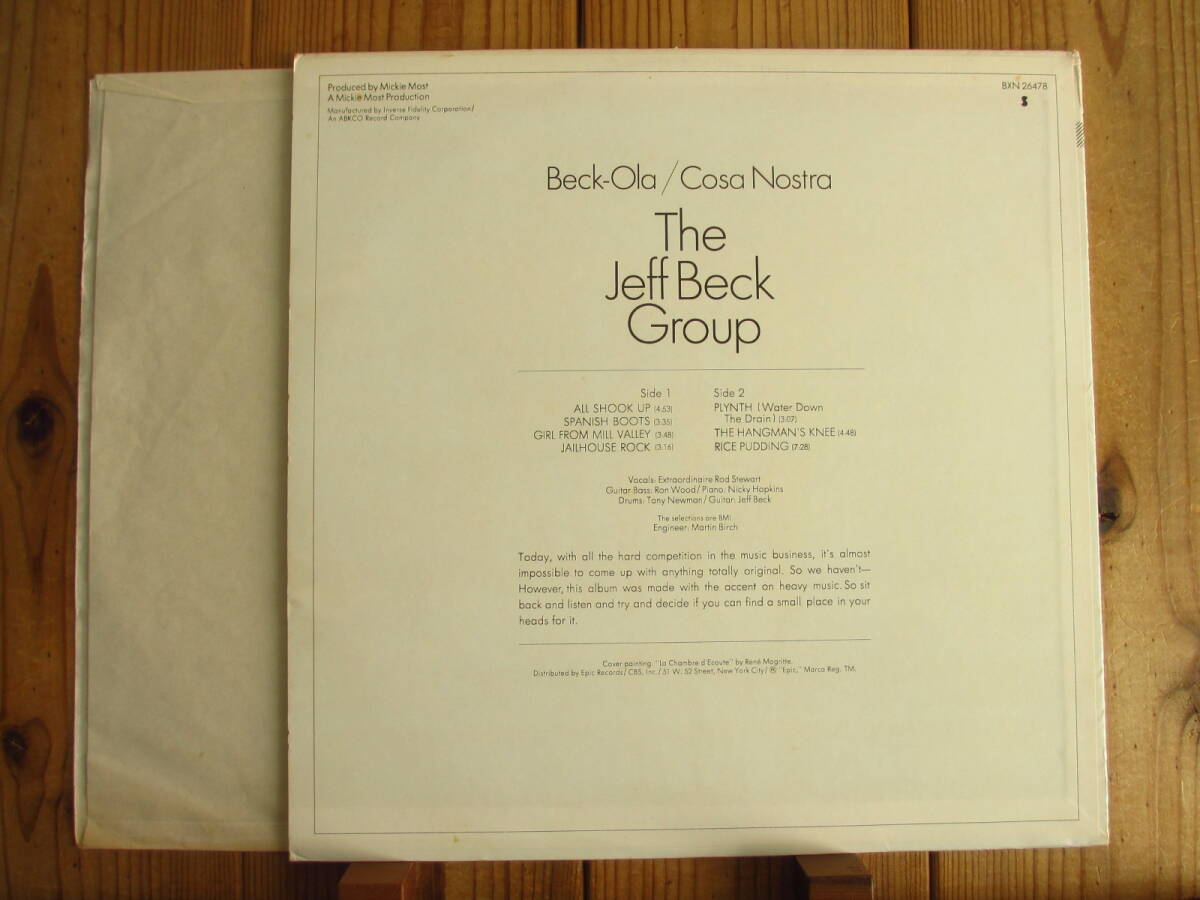 Produced by Mickie Most
A Mickie Most Production
Manufactured by Inverse Fidelity Corporation/
An ABKCO Record Company
BXN 26478
S
Beck-Ola / Cosa Nostra
The
Jeff Beck
Group
Side 1
ALL SHOOK UP (4:53)
SPANISH BOOTS (3:35)
GIRL FROM MILL VALLEY (3:48)
JAILHOUSE ROCK (3:16)
Side 2
PLYNTH (Water Down
The Drain) (3:07)
THE HANGMAN'S KNEE (4:48)
RICE PUDDING (7:28)
Vocals: Extraordinaire Rod Stewart
Guitar Bass: Ron Wood/Piano: Nicky Hopkins
Drums: Tony Newman/Guitar: Jeff Beck
The selections are BMI.
Engineer: Martin Birch
Today, with all the hard competition in the music business, it's almost
impossible to come up with anything totally original. So we haven't—
However, this album was made with the accent on heavy music. So sit
back and listen and try and decide if you can find a small place in your
heads for it.
Cover painting: "La Chambre d'Ecoute" by René Magritte.
Distributed by Epic Records/CBS, Inc./51 W. 52 Street, New York City/® "Epic," Marca Reg. TM.